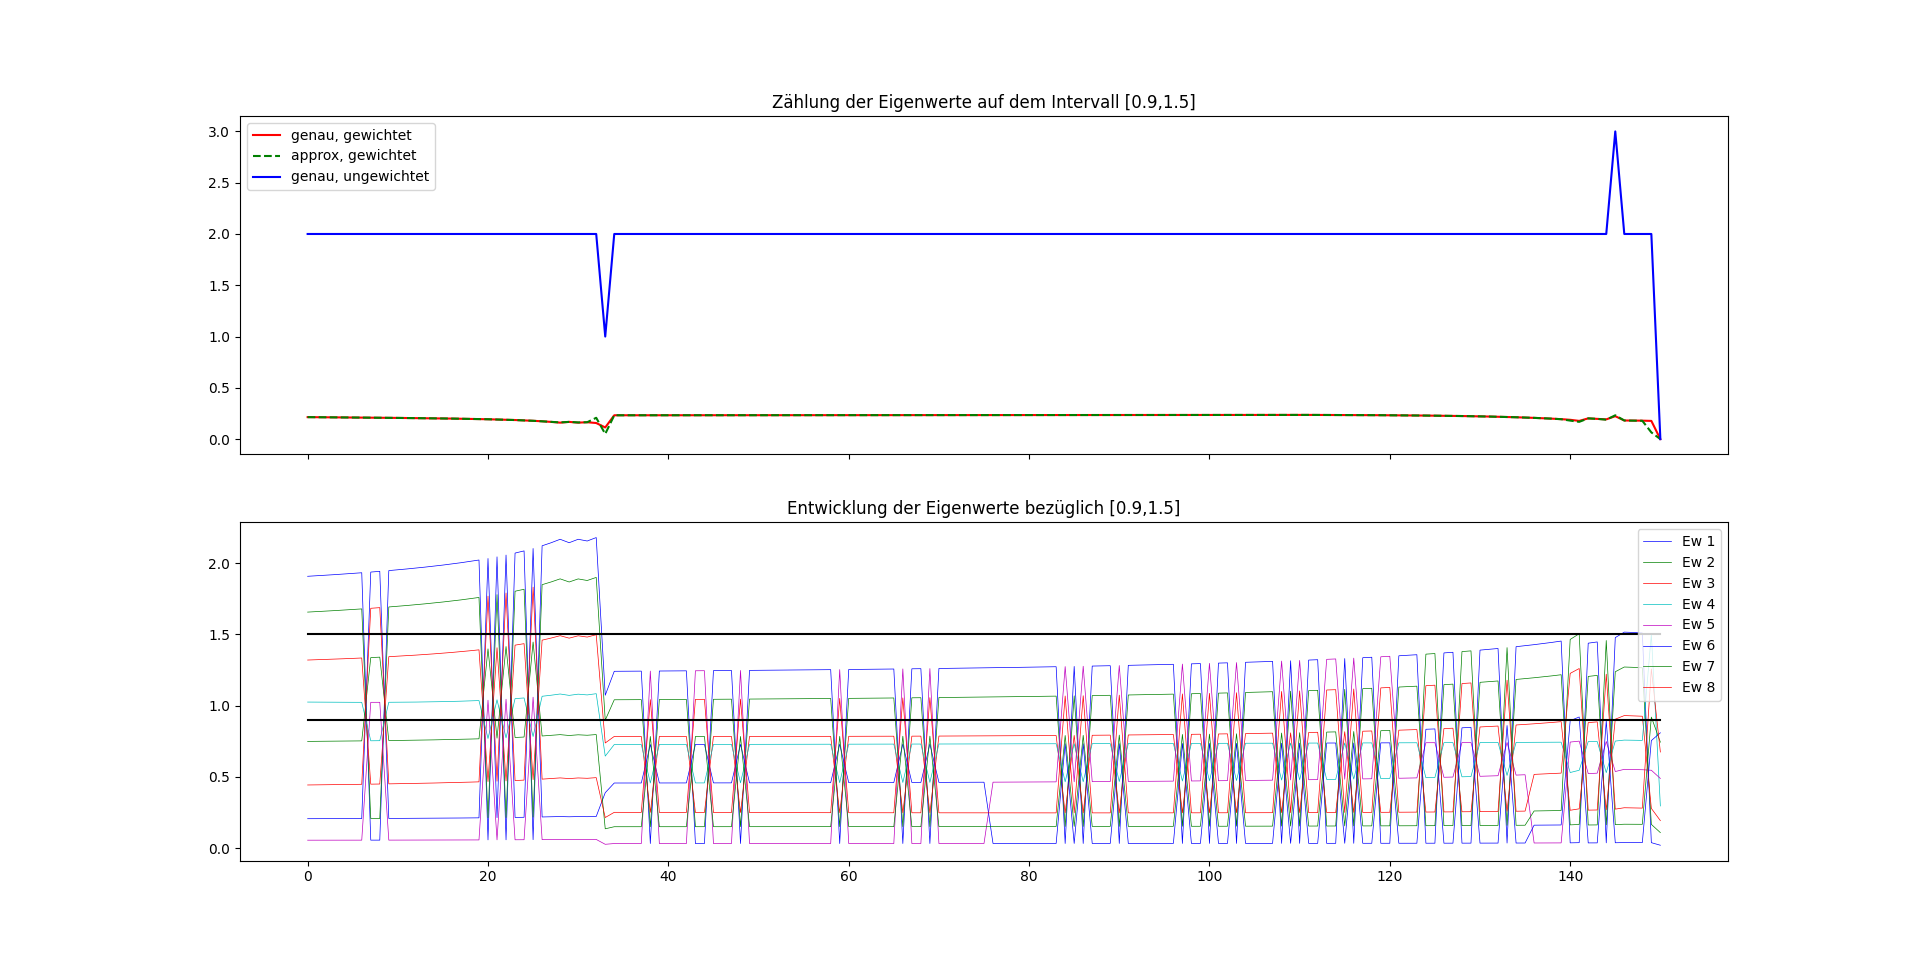 Zählung der Eigenwerte auf dem Intervall [0.9,1.5]
3.0
2.5
2.0
1.5
1.0
0.5
0.0
genau, gewichtet
approx, gewichtet
genau, ungewichtet
Entwicklung der Eigenwerte bezüglich [0.9,1.5]
2.0
1.5
1.0
0.5
0.0
Ew 1
Ew 2
Ew 3
Ew 4
Ew 5
Ew 6
Ew 7
Ew 8
0 20 40 60 80 100 120 140